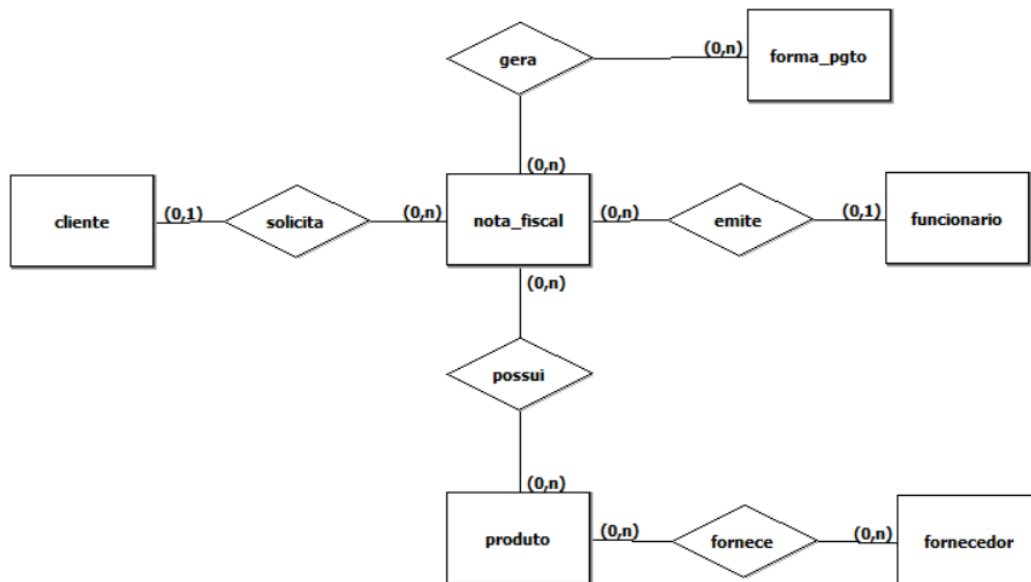 gera
(0,n)
forma_pgto
(0,n)
cliente
(0,1)
solicita
(0,n)
nota_fiscal
(0,n)
emite
(0,1)
funcionario
(0,n)
possui
(0,n)
produto
(0,n)
fornece
(0,n)
fornecedor